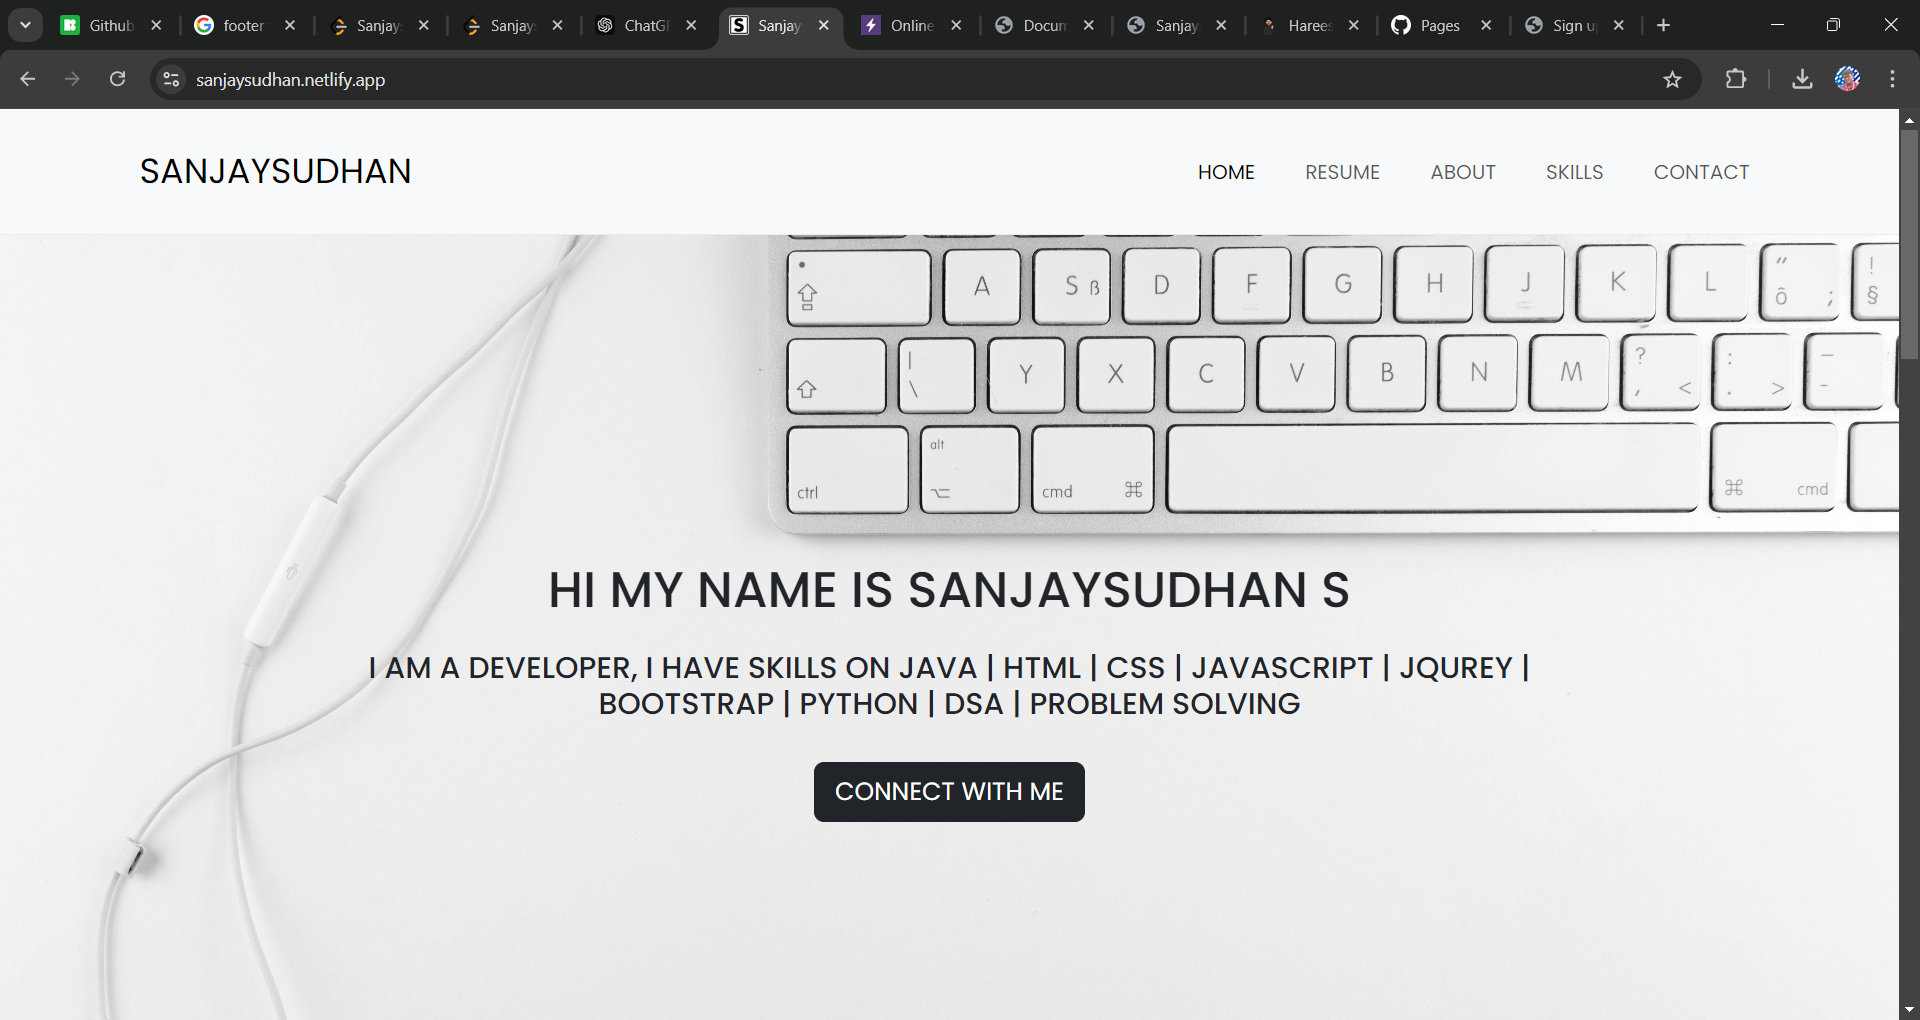 Github
footer
Sanjay
Sanjay
ChatG
Sanjay
Online
Docum
Sanjay
Harees
Pages
Sign u
sanjaysudhan.netlify.app
SANJAYSUDHAN
HOME RESUME ABOUT SKILLS CONTACT
A S ß D F G H J K L “ ô ; ! §
| \ Y X C V B N M ? , < : . > – -
alt
ctrl ⌥ cmd ⌘ ⌘ cmd
HI MY NAME IS SANJAYSUDHAN S
I AM A DEVELOPER, I HAVE SKILLS ON JAVA | HTML | CSS | JAVASCRIPT | JQUREY |
BOOTSTRAP | PYTHON | DSA | PROBLEM SOLVING
CONNECT WITH ME